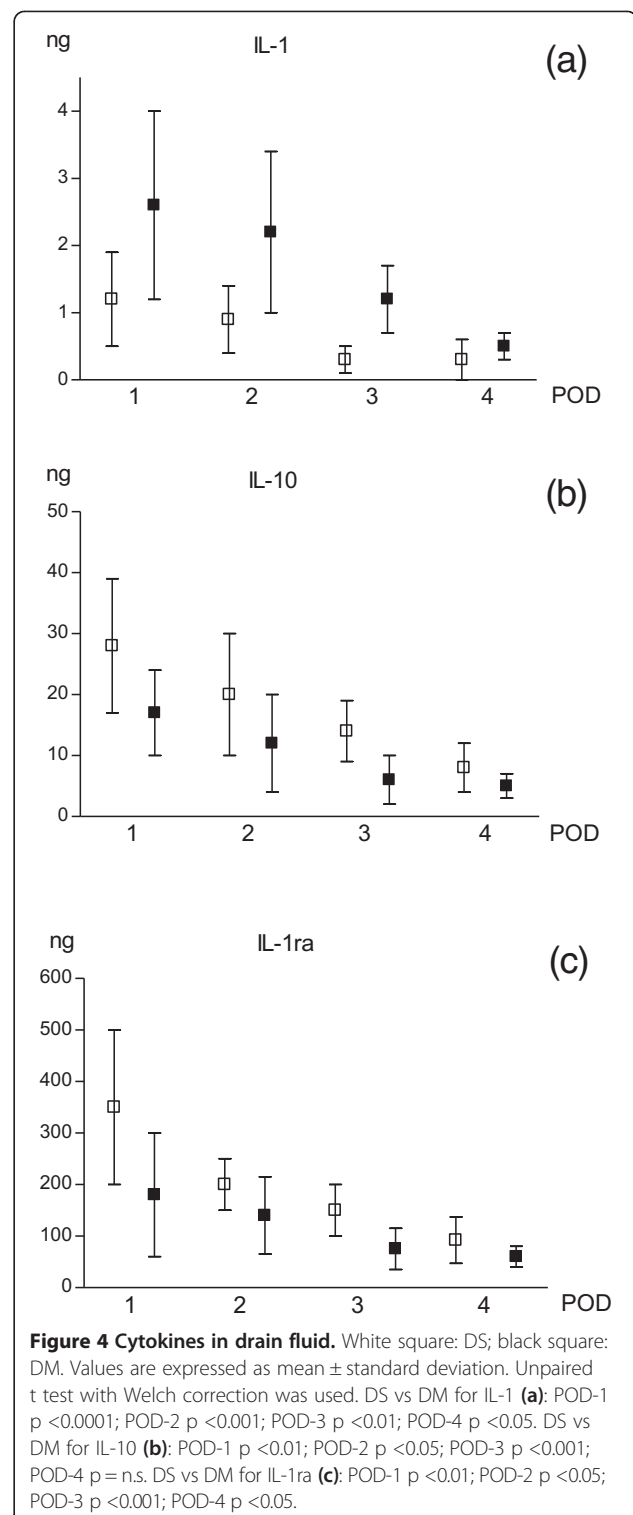 ng
IL-1
(a)
4
3
2
1
0
1 2 3 4 POD
ng
IL-10
(b)
50
40
30
20
10
0
1 2 3 4 POD
IL-1ra
ng
(c)
600
500
400
300
200
100
0
1 2 3 4 POD
Figure 4 Cytokines in drain fluid. White square: DS; black square:
DM. Values are expressed as mean ± standard deviation. Unpaired
t test with Welch correction was used. DS vs DM for IL-1 (a): POD-1
p <0.0001; POD-2 p <0.001; POD-3 p <0.01; POD-4 p <0.05. DS vs
DM for IL-10 (b): POD-1 p <0.01; POD-2 p <0.05; POD-3 p <0.001;
POD-4 p = n.s. DS vs DM for IL-1ra (c): POD-1 p <0.01; POD-2 p <0.05;
POD-3 p <0.001; POD-4 p <0.05.